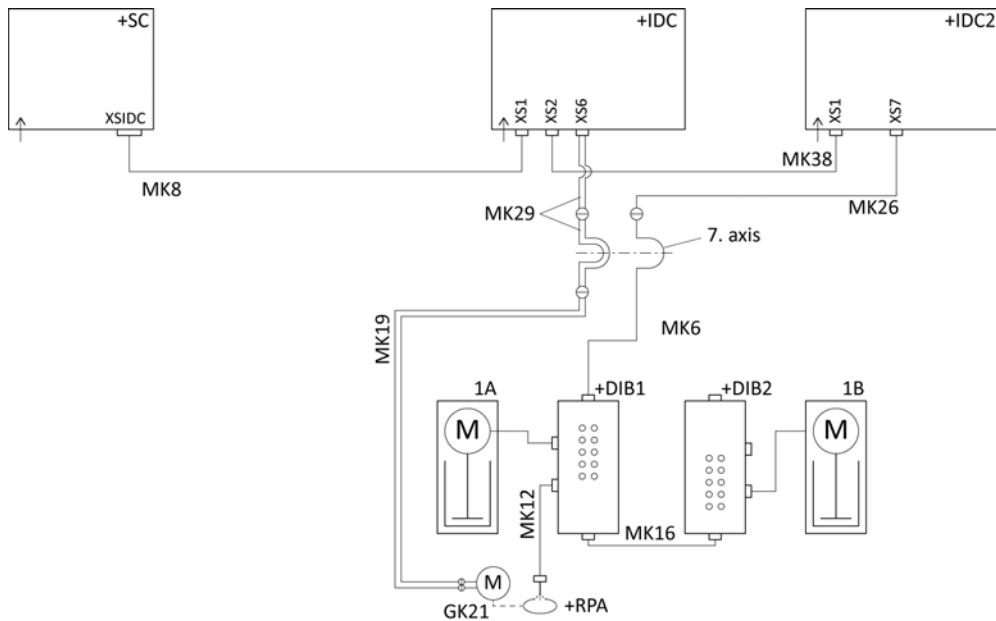 +SC
+IDC
+IDC2
XSIDC
XS1
XS2
XS6
XS1
XS7
MK8
MK38
MK29
MK26
7. axis
MK19
MK6
1A
+DIB1
+DIB2
1B
M
M
MK12
MK16
M
GK21
+RPA